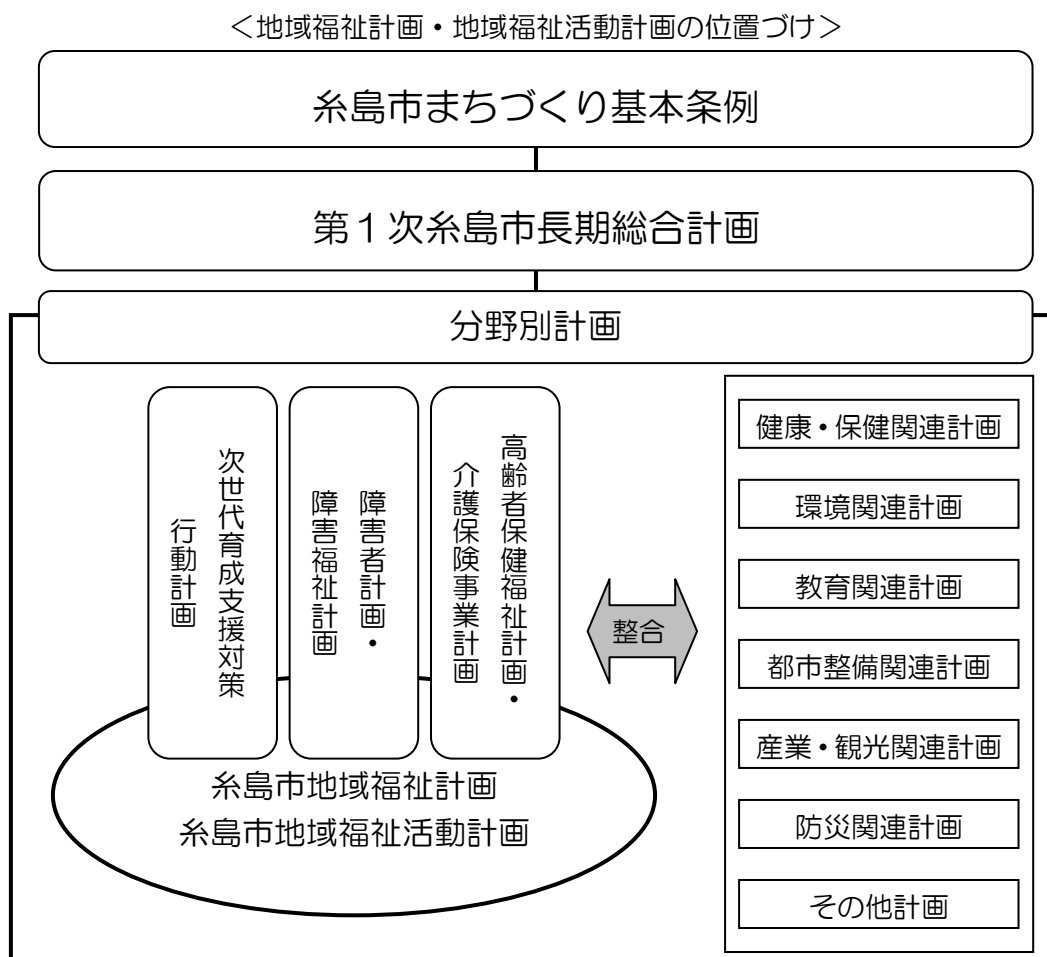 ＜地域福祉計画・地域福祉活動計画の位置づけ＞
糸島市まちづくり基本条例
第１次糸島市長期総合計画
分野別計画
次世代育成支援対策
行動計画
障害者計画・
障害福祉計画
高齢者保健福祉計画・
介護保険事業計画
整合
糸島市地域福祉計画
糸島市地域福祉活動計画
健康・保健関連計画
環境関連計画
教育関連計画
都市整備関連計画
産業・観光関連計画
防災関連計画
その他計画